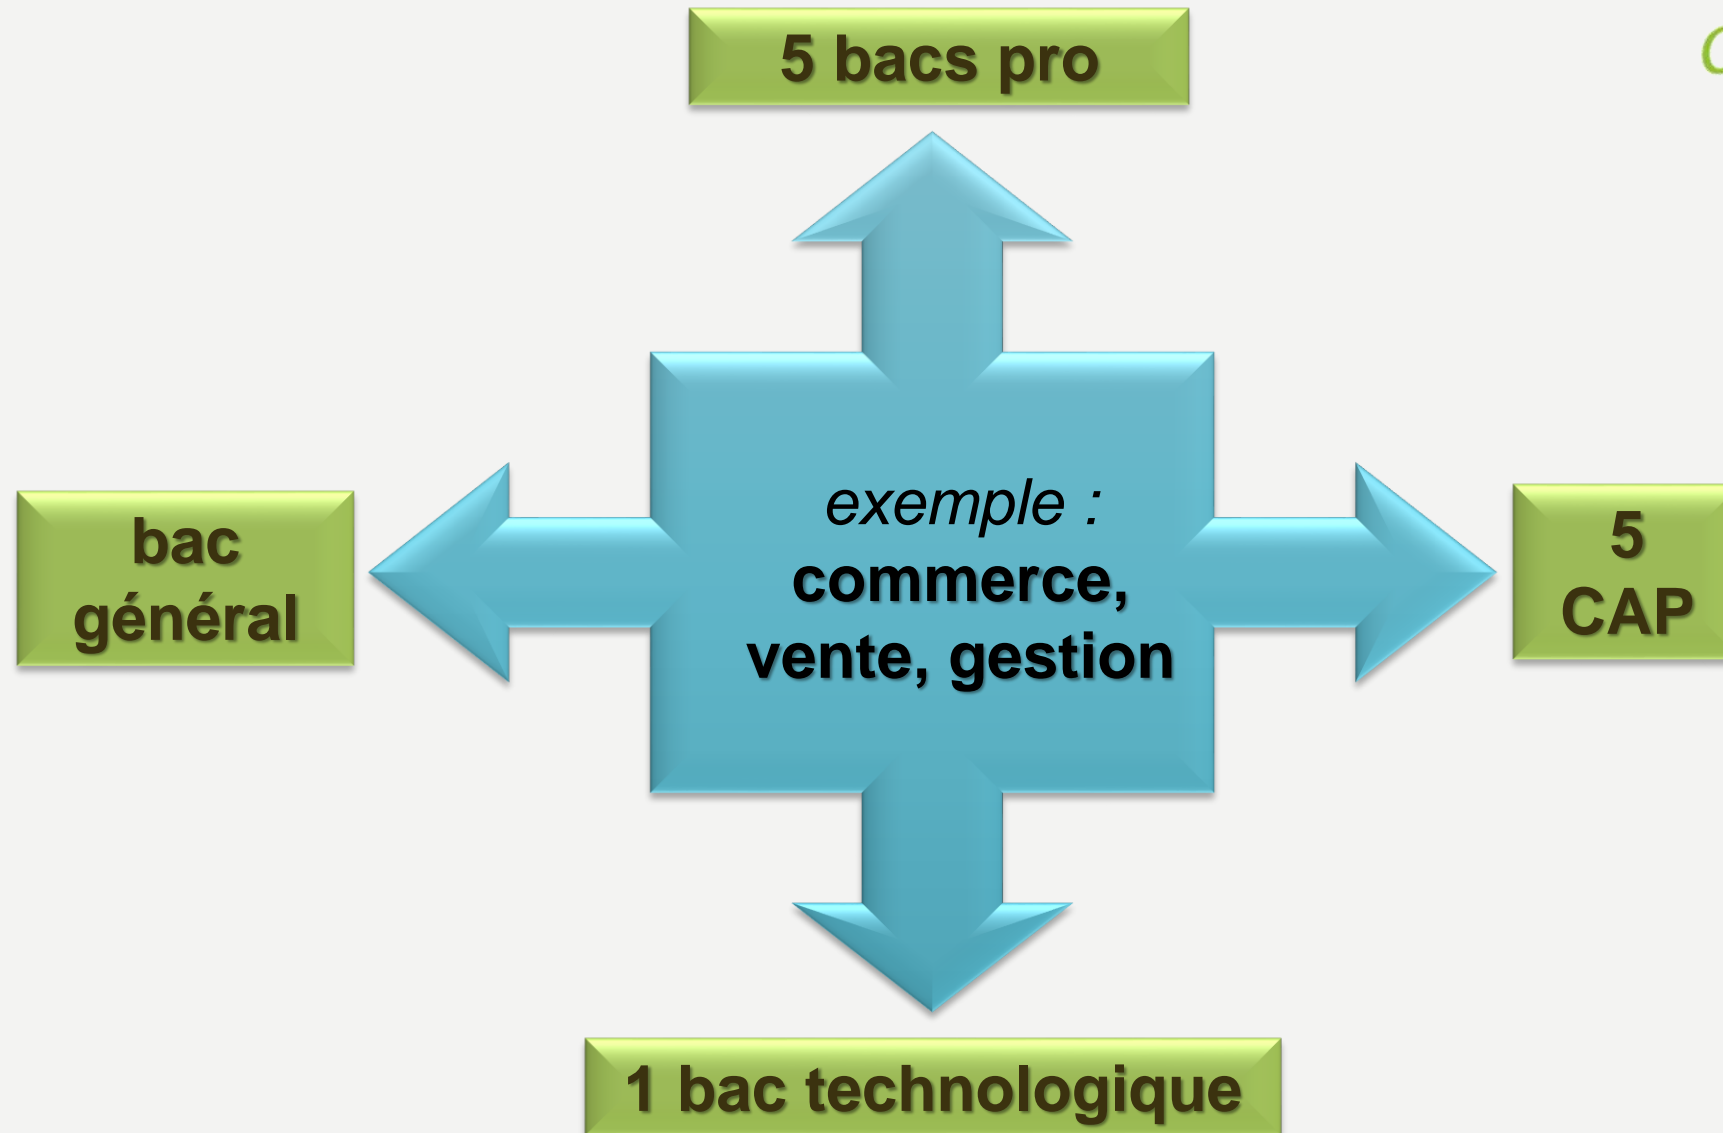 5 bacs pro
exemple :
commerce,
vente, gestion
bac
général
5
CAP
1 bac technologique